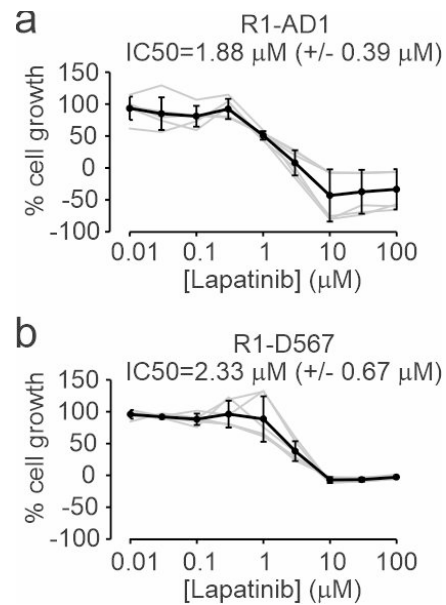 a
R1-AD1
IC50=1.88 μM (+/- 0.39 μM)
% cell growth
150
100
50
0
-50
-100
0.01 0.1 1 10 100
[Lapatinib] (μM)
b
R1-D567
IC50=2.33 μM (+/- 0.67 μM)
% cell growth
150
100
50
0
-50
-100
0.01 0.1 1 10 100
[Lapatinib] (μM)